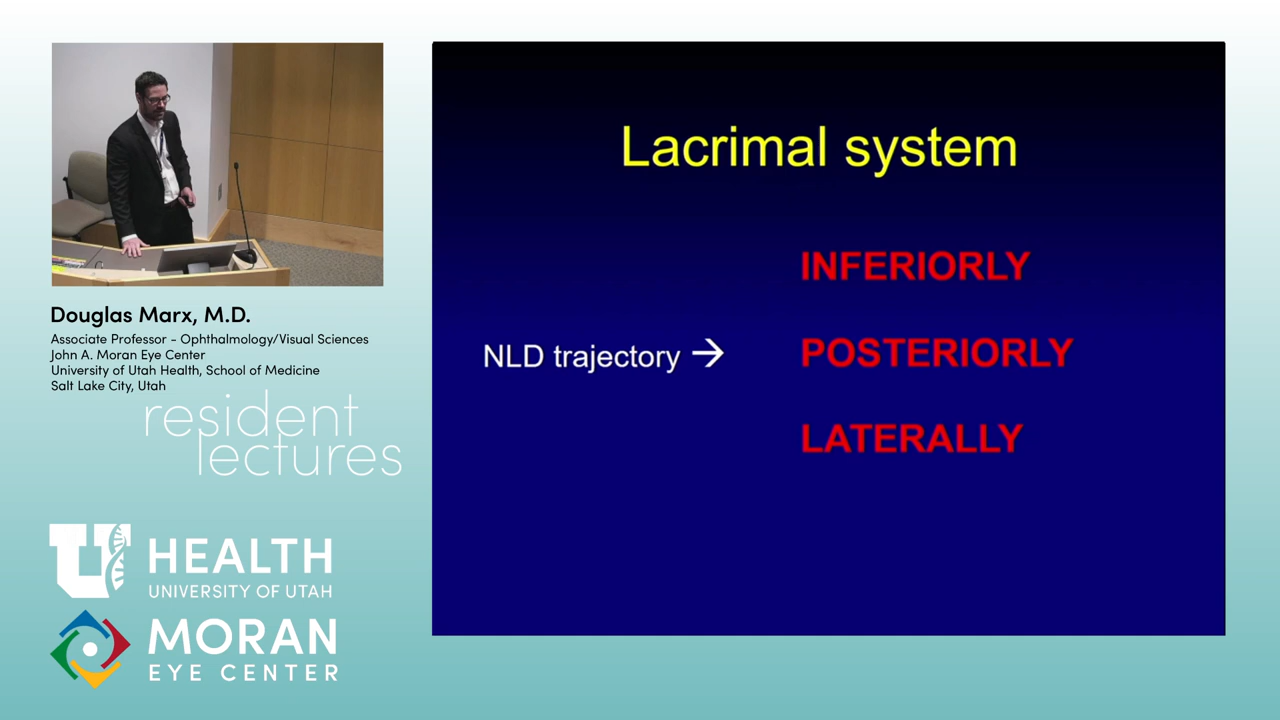 Douglas Marx, M.D.
Associate Professor - Ophthalmology/Visual Sciences
John A. Moran Eye Center
University of Utah Health, School of Medicine
Salt Lake City, Utah
resident
lectures
U HEALTH
UNIVERSITY OF UTAH
MORAN
EYE CENTER
Lacrimal system
INFERIORLY
NLD trajectory → POSTERIORLY
LATERALLY